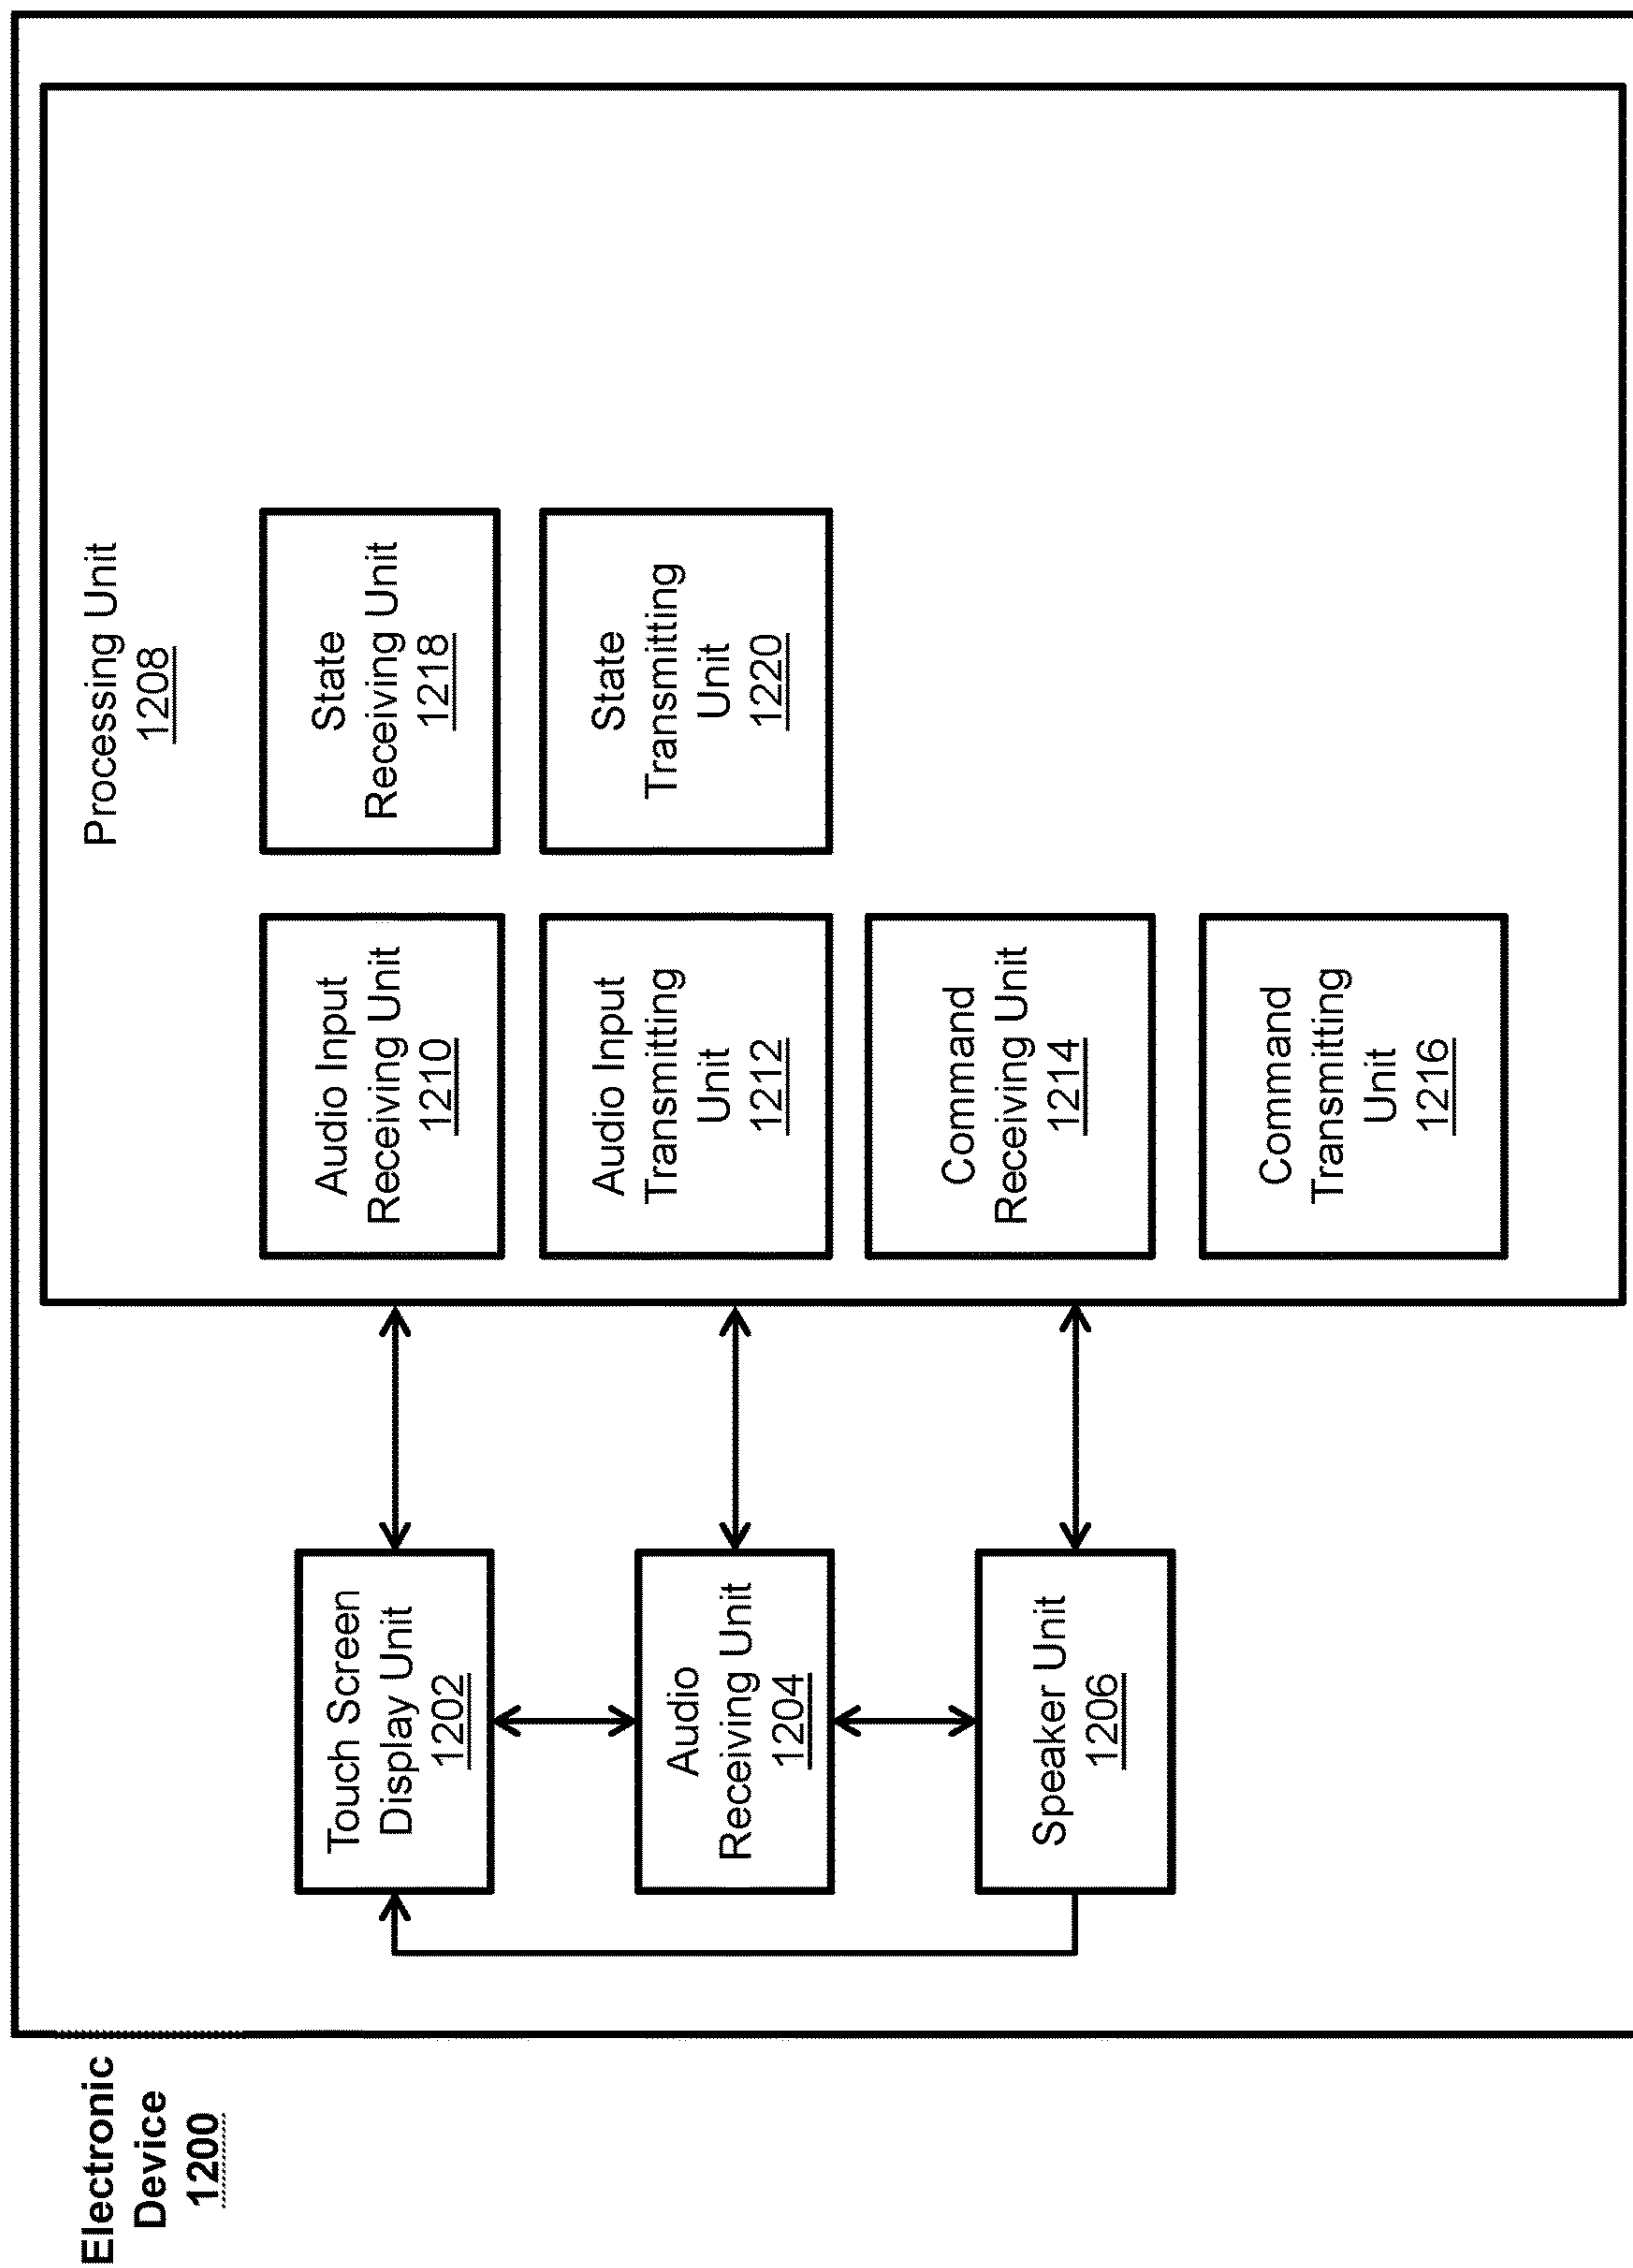 Electronic
Device
1200
Touch Screen
Display Unit
1202
Audio
Receiving Unit
1204
Speaker Unit
1206
Processing Unit
1208
Audio Input
Receiving Unit
1210
Audio Input
Transmitting
Unit
1212
Command
Receiving Unit
1214
Command
Transmitting
Unit
1216
State
Receiving Unit
1218
State
Transmitting
Unit
1220